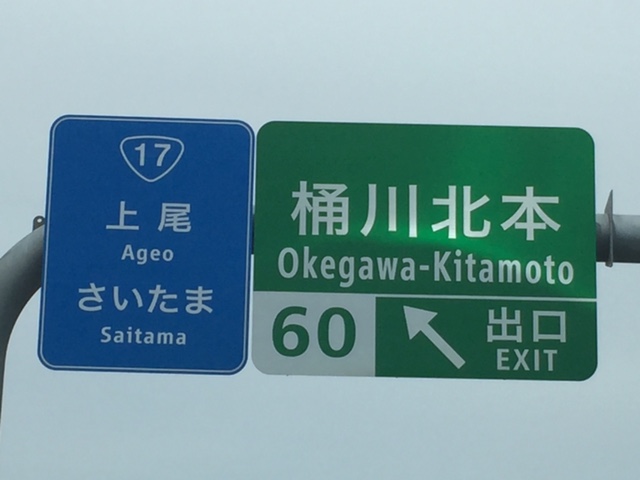 17
上尾
Ageo
さいたま
Saitama
桶川北本
Okegawa-Kitamoto
60
出口
EXIT